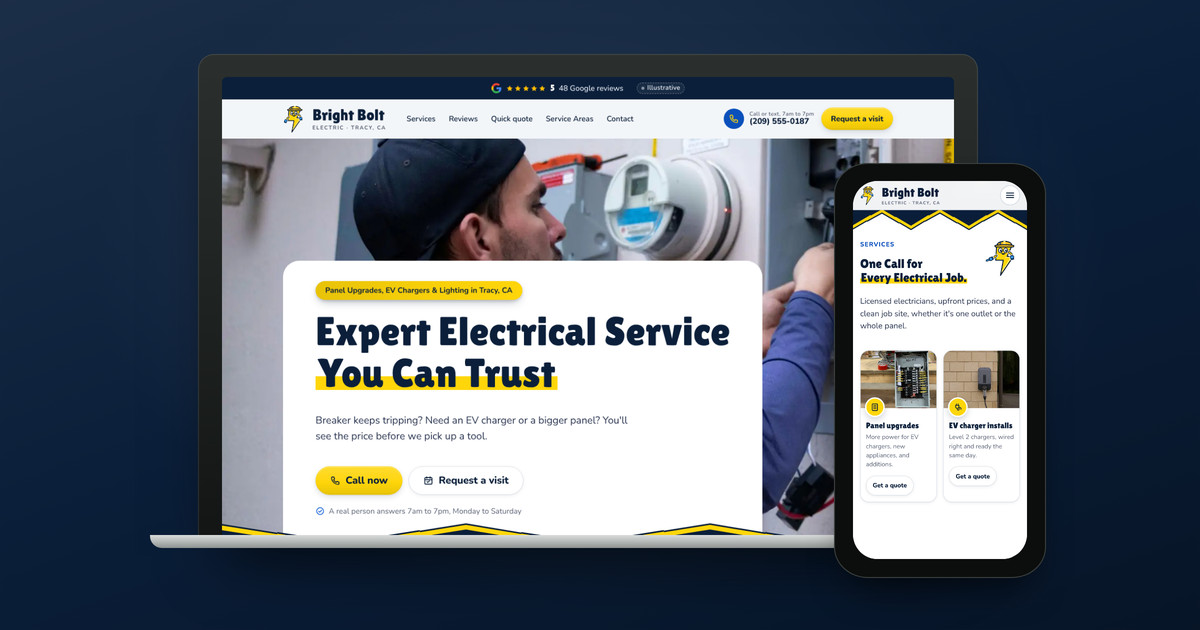 5 48 Google reviews
Illustrative
Bright Bolt
ELECTRIC · TRACY, CA
Services
Reviews
Quick quote
Service Areas
Contact
Call or text, 7am to 7pm
(209) 555-0187
Request a visit
Panel Upgrades, EV Chargers & Lighting in Tracy, CA
Expert Electrical Service
You Can Trust
Breaker keeps tripping? Need an EV charger or a bigger panel? You'll
see the price before we pick up a tool.
Call now
Request a visit
A real person answers 7am to 7pm, Monday to Saturday
Bright Bolt
ELECTRIC · TRACY, CA
SERVICES
One Call for
Every Electrical Job.
Licensed electricians, upfront prices, and a
clean job site, whether it's one outlet or the
whole panel.
Panel upgrades
More power for EV
chargers, new
appliances, and
additions.
Get a quote
EV charger installs
Level 2 chargers, wired
right and ready the
same day.
Get a quote